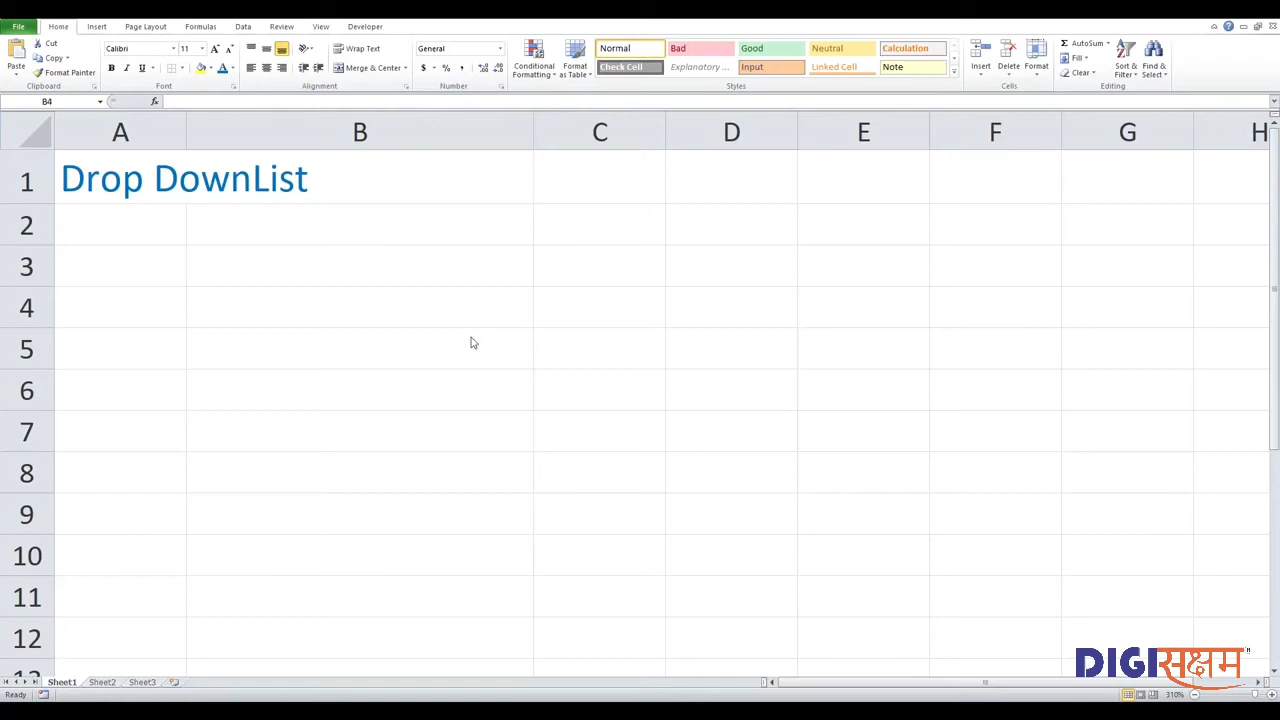 File Home Insert Page Layout Formulas Data Review View Developer
Cut Calibri 11 Wrap Text General Normal Bad Good Neutral Calculation AutoSum
Copy Fill
Paste Format Painter Merge & Center Conditional Formatting Format as Table Check Cell Explanatory ... Input Linked Cell Note Insert Delete Format Clear Sort & Filter Find & Select
Clipboard Font Alignment Number Styles Cells Editing
B4 fx
A B C D E F G H
1 Drop DownList
2
3
4
5
6
7
8
9
10
11
12
13
DIGIसक्षम
Sheet1 Sheet2 Sheet3
Ready 310%